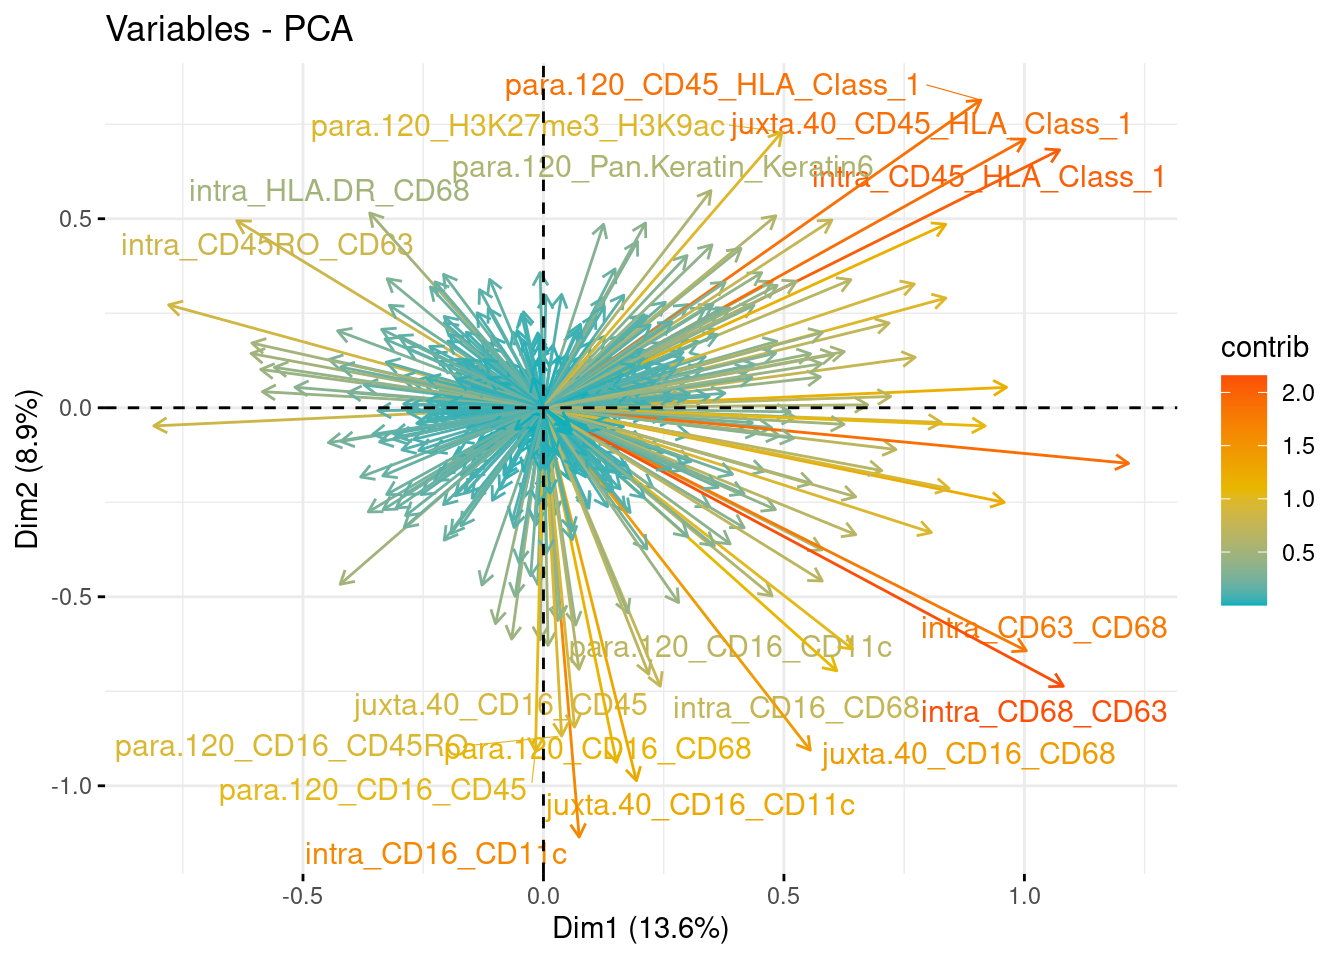 Variables - PCA
para.120_CD45_HLA_Class_1
para.120_H3K27me3_H3K9ac
juxta.40_CD45_HLA_Class_1
para.120_Pan.Keratin_Keratin6
intra_CD45_HLA_Class_1
intra_HLA.DR_CD68
intra_CD45RO_CD63
intra_CD63_CD68
para.120_CD16_CD11c
juxta.40_CD16_CD45
intra_CD16_CD68
intra_CD68_CD63
para.120_CD16_CD45RO
para.120_CD16_CD68
juxta.40_CD16_CD68
para.120_CD16_CD45
juxta.40_CD16_CD11c
intra_CD16_CD11c
0.5
0.0
-0.5
-1.0
Dim2 (8.9%)
-0.5
0.0
0.5
1.0
Dim1 (13.6%)
contrib
2.0
1.5
1.0
0.5